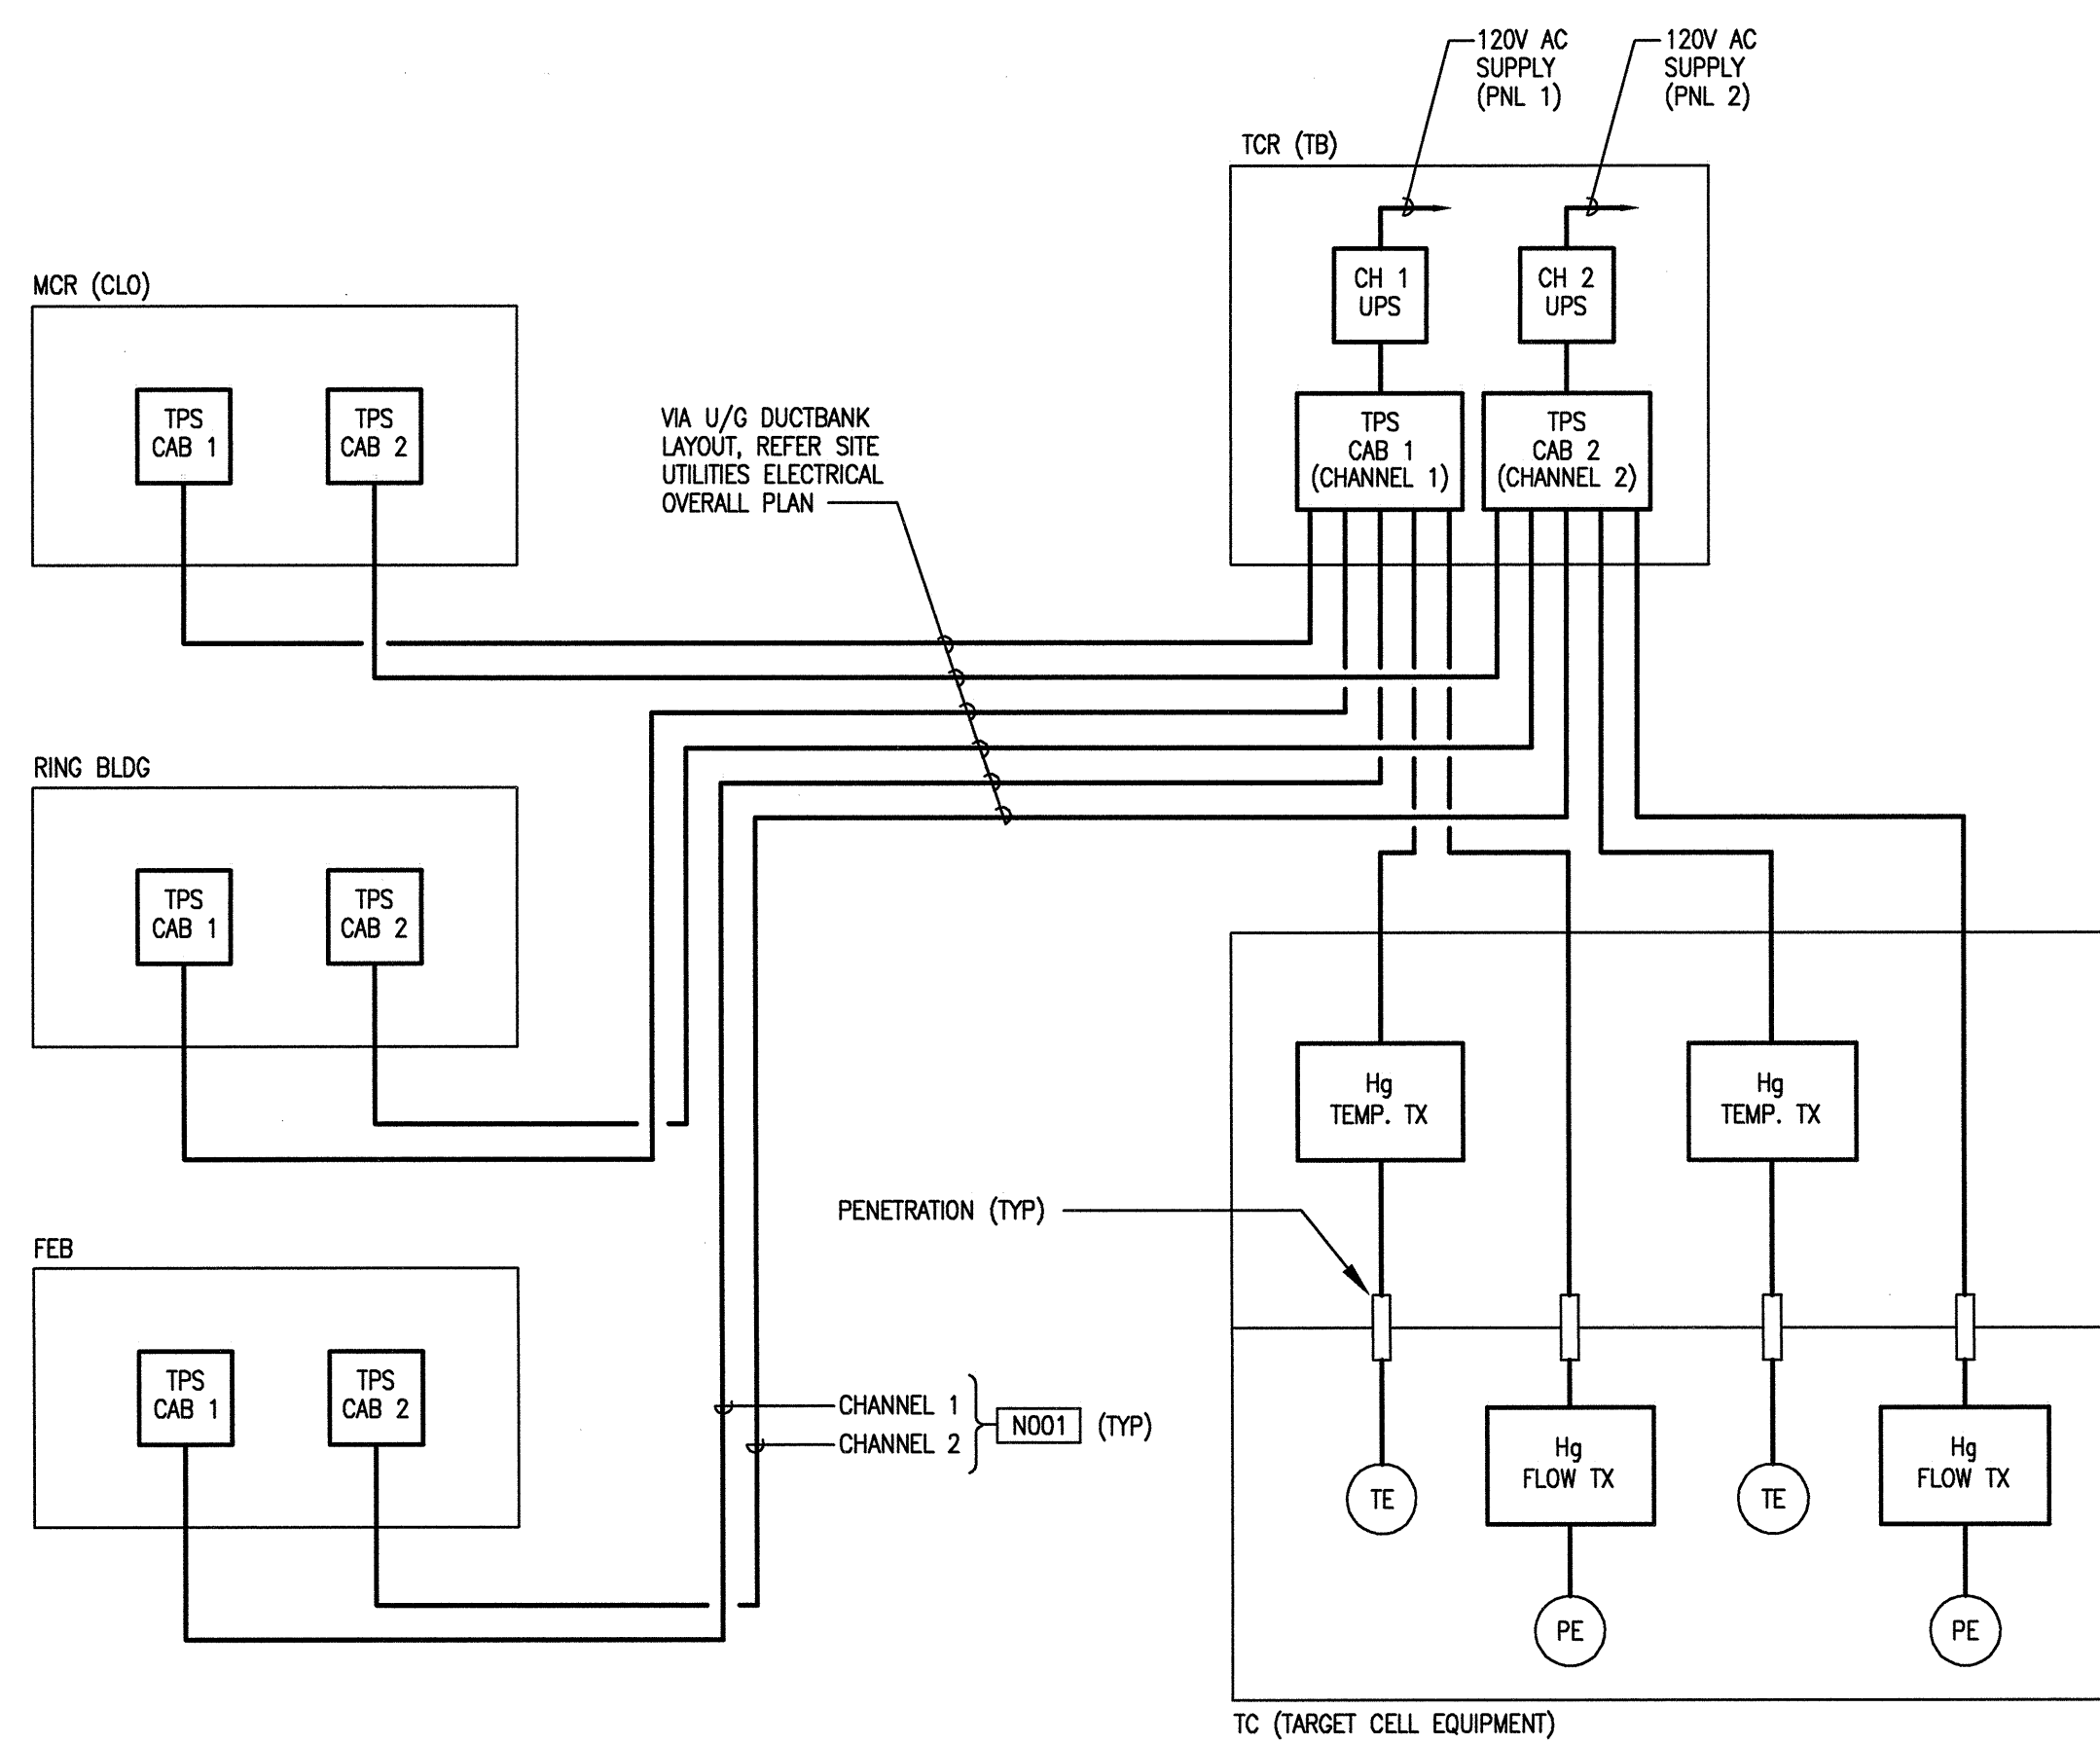 120V AC
SUPPLY
(PNL 1)
120V AC
SUPPLY
(PNL 2)
TCR (TB)
CH 1
UPS
CH 2
UPS
TPS
CAB 1
(CHANNEL 1)
TPS
CAB 2
(CHANNEL 2)
MCR (CLO)
TPS
CAB 1
TPS
CAB 2
VIA U/G DUCTBANK
LAYOUT, REFER SITE
UTILITIES ELECTRICAL
OVERALL PLAN
RING BLDG
TPS
CAB 1
TPS
CAB 2
Hg
TEMP. TX
Hg
TEMP. TX
PENETRATION (TYP)
FEB
TPS
CAB 1
TPS
CAB 2
CHANNEL 1
CHANNEL 2
N001 (TYP)
TE
Hg
FLOW TX
TE
Hg
FLOW TX
PE
PE
TC (TARGET CELL EQUIPMENT)